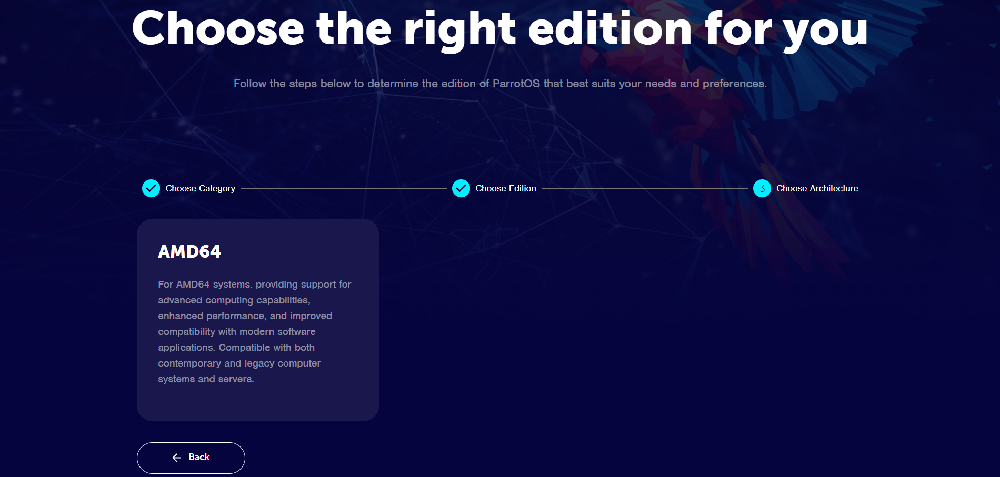 Choose the right edition for you
Follow the steps below to determine the edition of ParrotOS that best suits your needs and preferences.
Choose Category
Choose Edition
3 Choose Architecture
AMD64
For AMD64 systems. providing support for
advanced computing capabilities,
enhanced performance, and improved
compatibility with modern software
applications. Compatible with both
contemporary and legacy computer
systems and servers.
Back